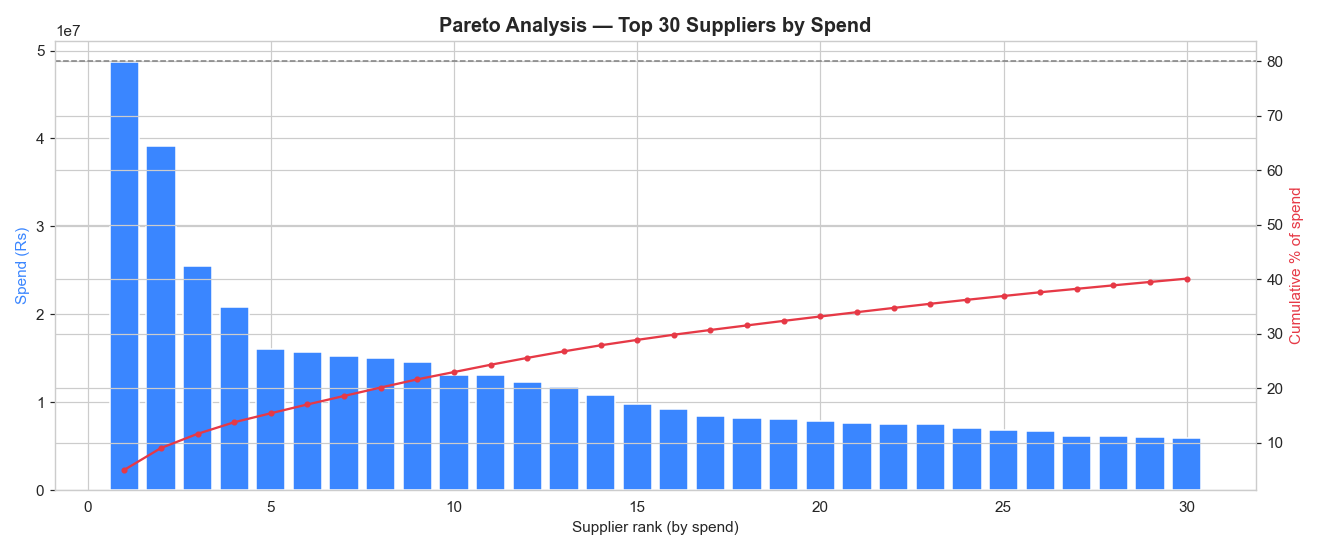 Pareto Analysis — Top 30 Suppliers by Spend
1e7
5
4
3
2
1
0
Spend (Rs)
80
70
60
50
40
30
20
10
Cumulative % of spend
0 5 10 15 20 25 30
Supplier rank (by spend)